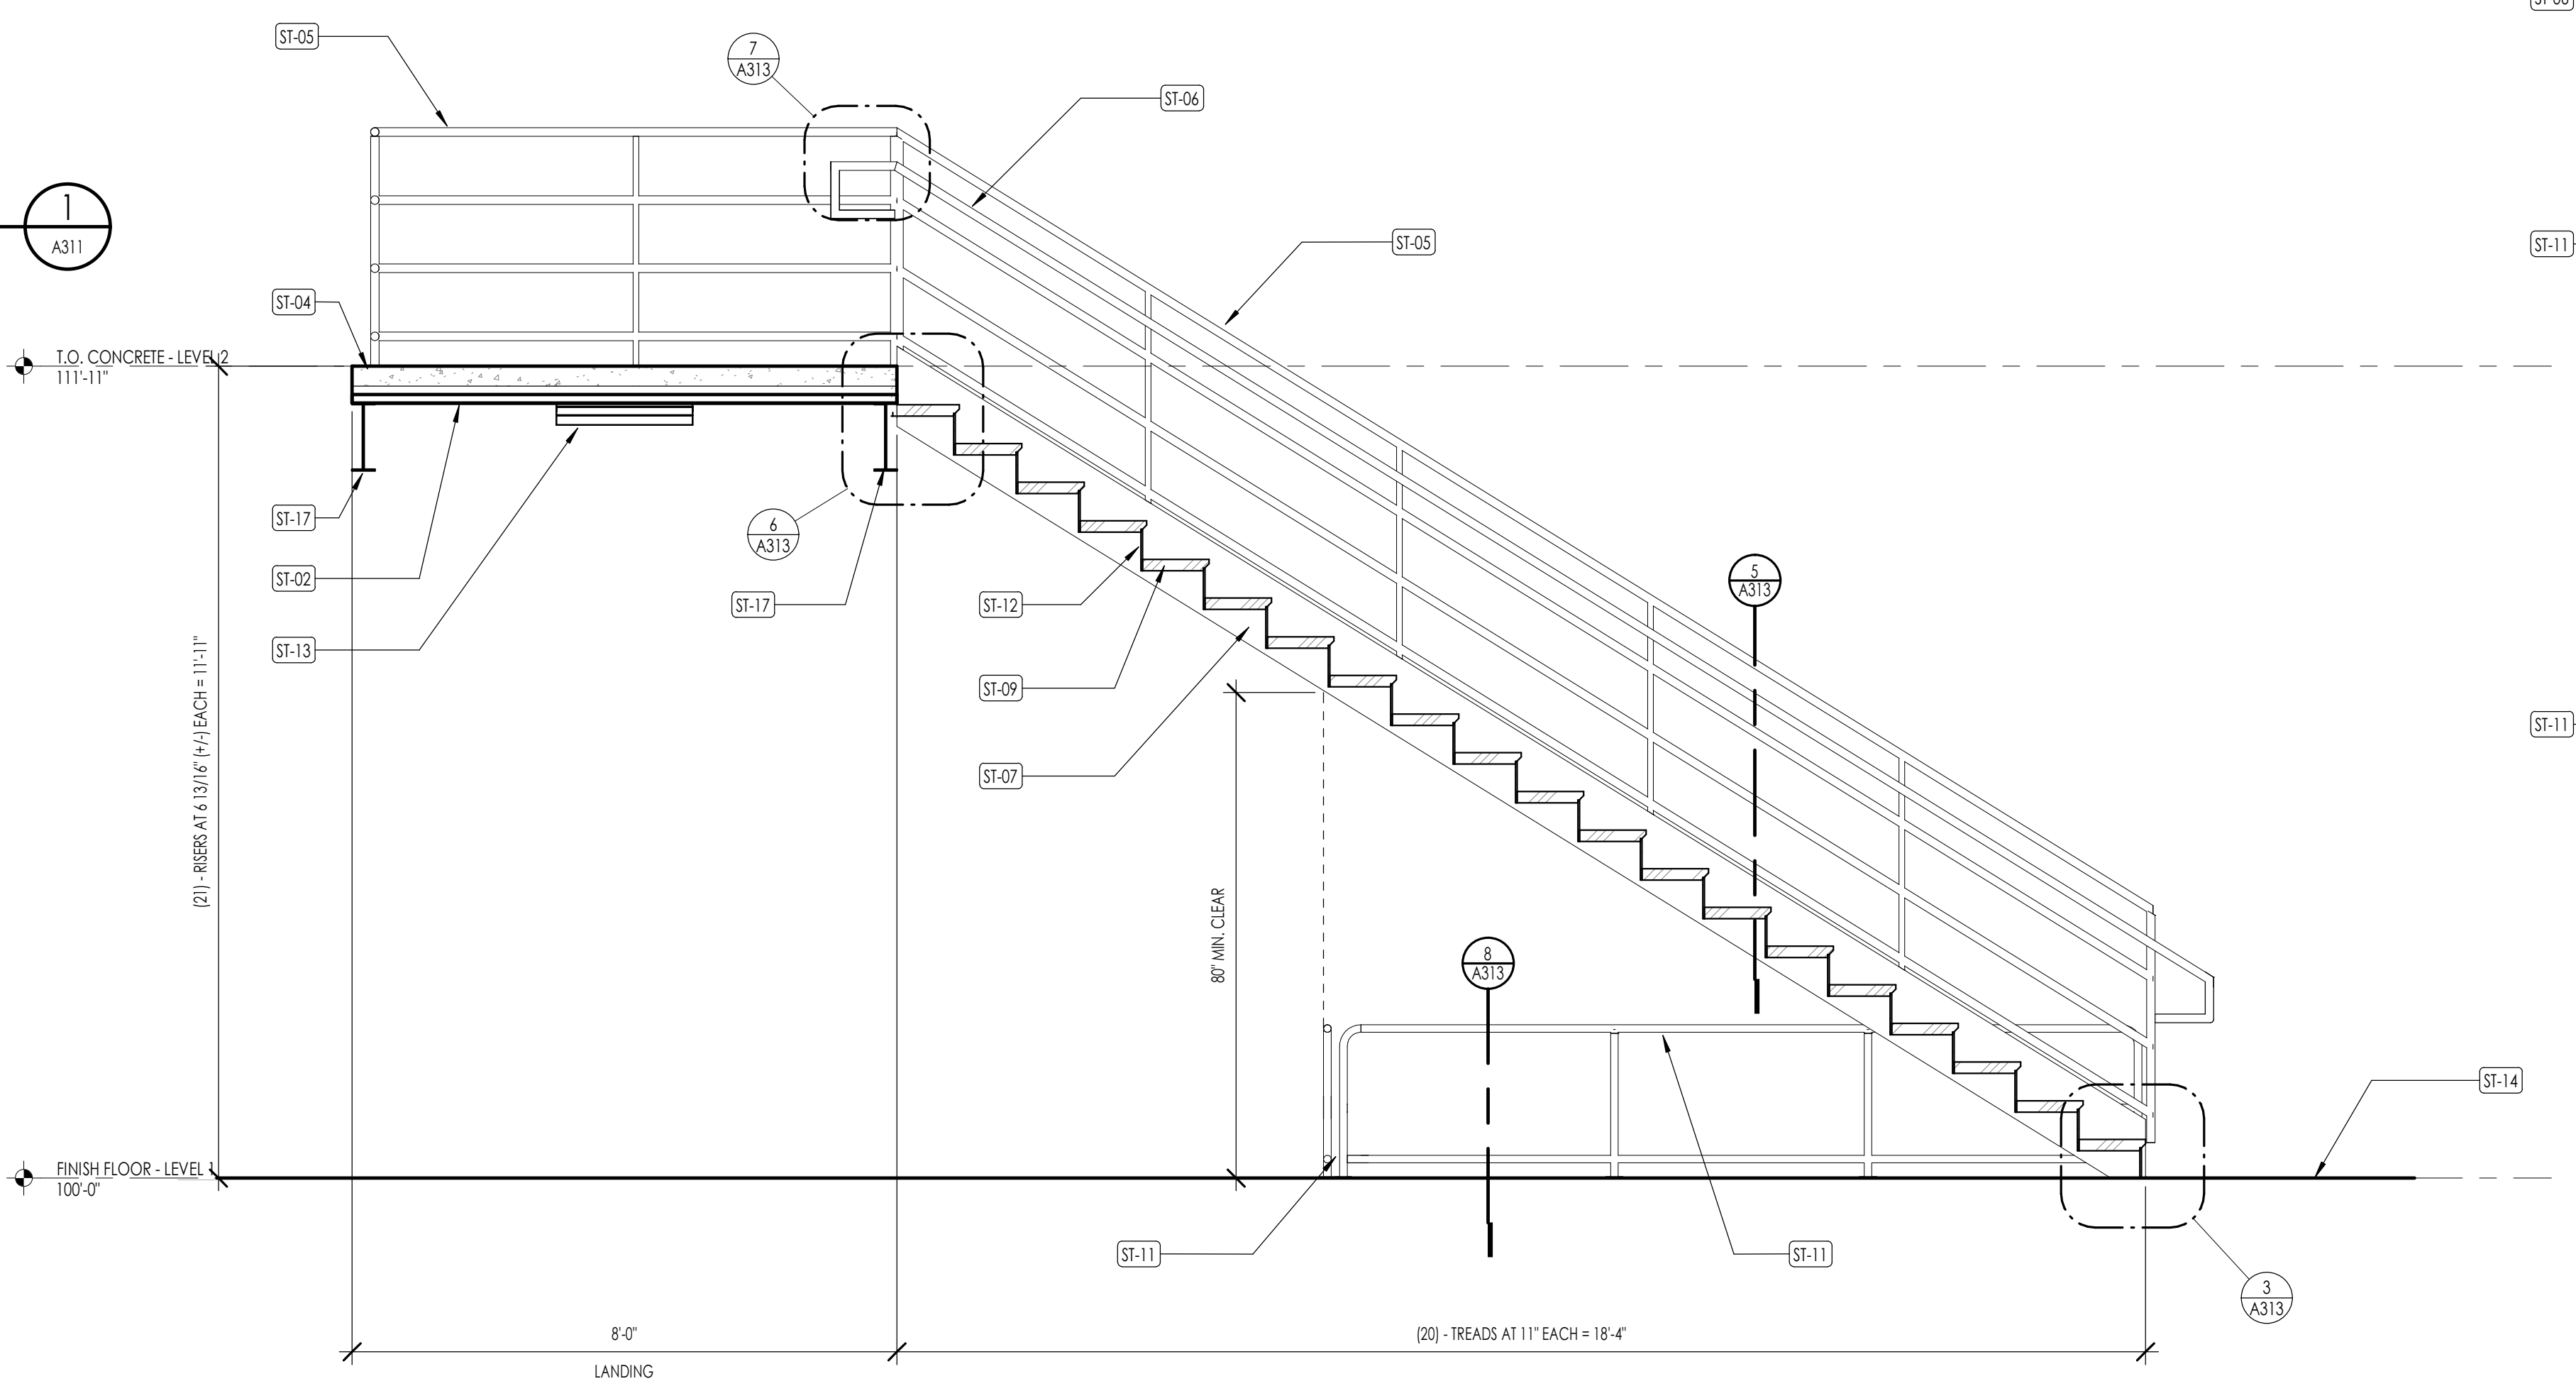 ST-05
7
A313
ST-06
1
A311
ST-05
ST-11
ST-04
T.O. CONCRETE - LEVEL 2
111'-11"
ST-17
6
A313
ST-02
ST-17
ST-12
5
A313
ST-13
ST-09
ST-11
ST-07
(21) - RISERS AT 6 13/16" (+/-) EACH = 11'-11"
80" MIN. CLEAR
8
A313
ST-14
FINISH FLOOR - LEVEL 1
100'-0"
ST-11
ST-11
3
A313
8'-0"
LANDING
(20) - TREADS AT 11" EACH = 18'-4"